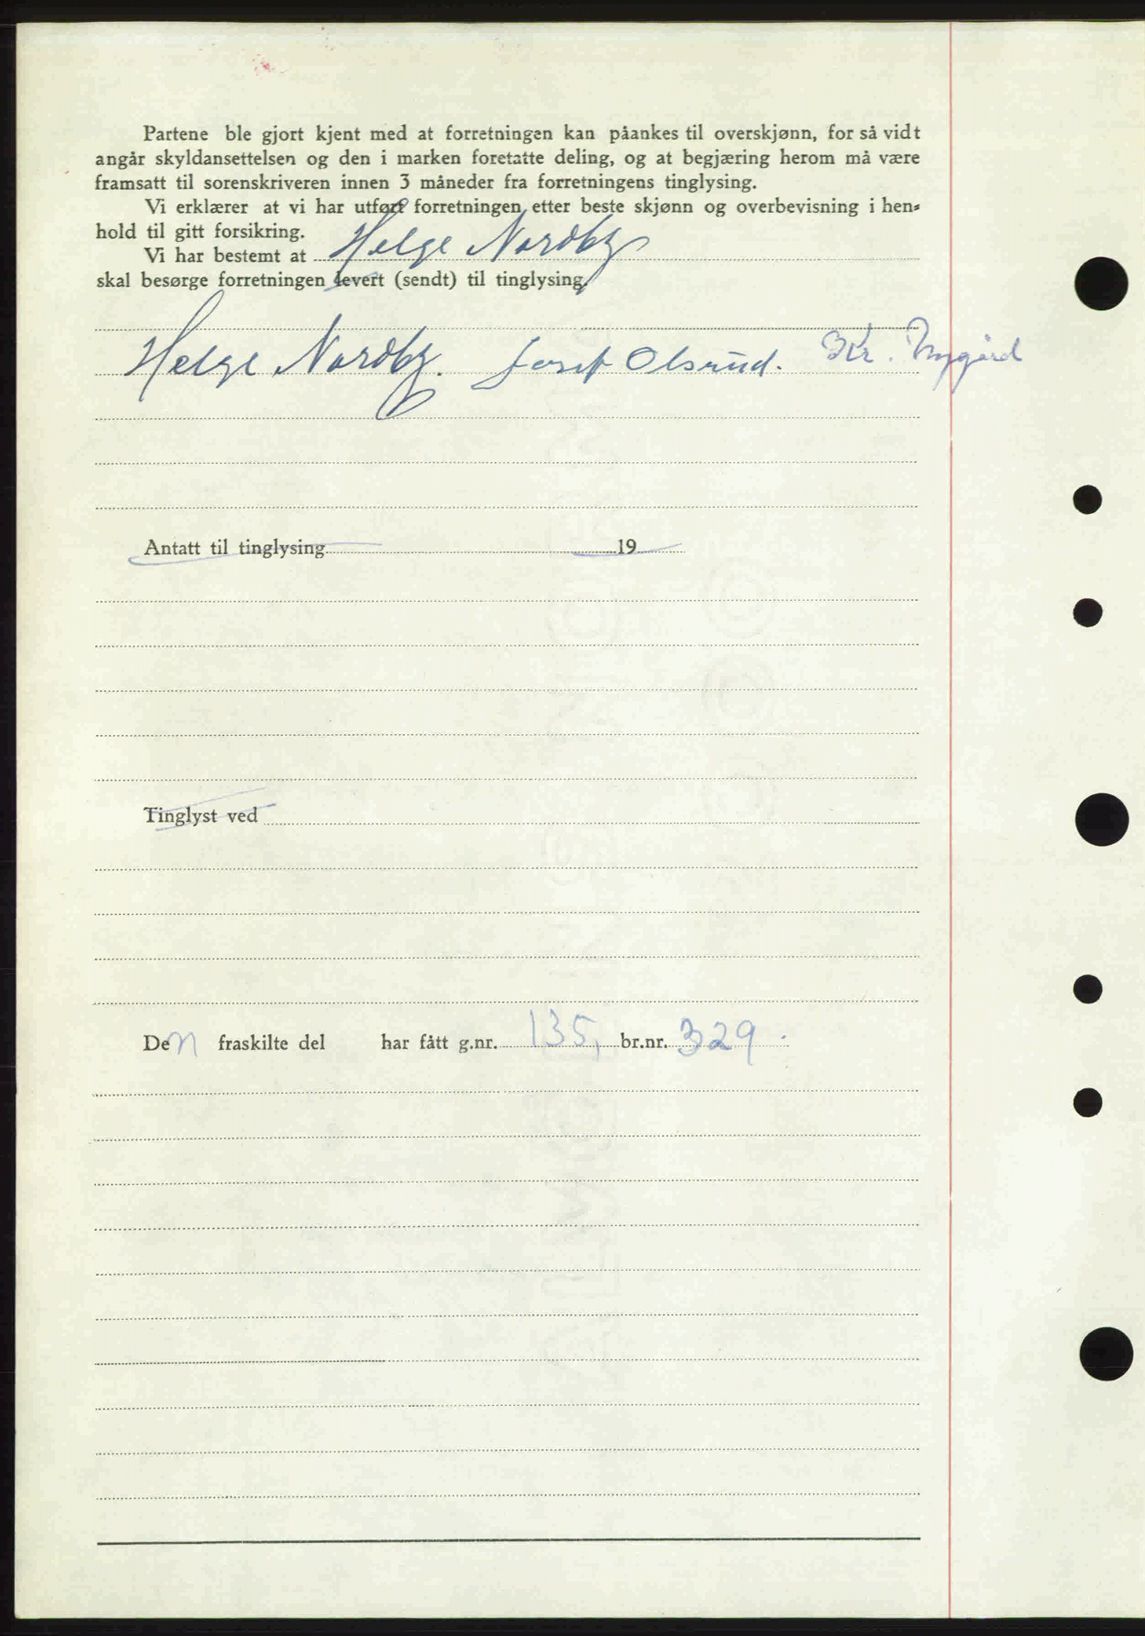 Partene ble gjort kjent med at forretningen kan påankes til overskjønn, for så vidt
angår skyldansettelsen og den i marken foretatte deling, og at begjæring herom må være
framsatt til sorenskriveren innen 3 måneder fra forretningens tinglysing.
Vi erklærer at vi har utført forretningen etter beste skjønn og overbevisning i hen-
hold til gitt forsikring.
Vi har bestemt at Helge Nordby
skal besørge forretningen levert (sendt) til tinglysing.
Helge Nordby. Josef Olsrud. Kr. Nygård
Antatt til tinglysing 19
Tinglyst ved
Den fraskilte del har fått g.nr. 135, br.nr. 329.